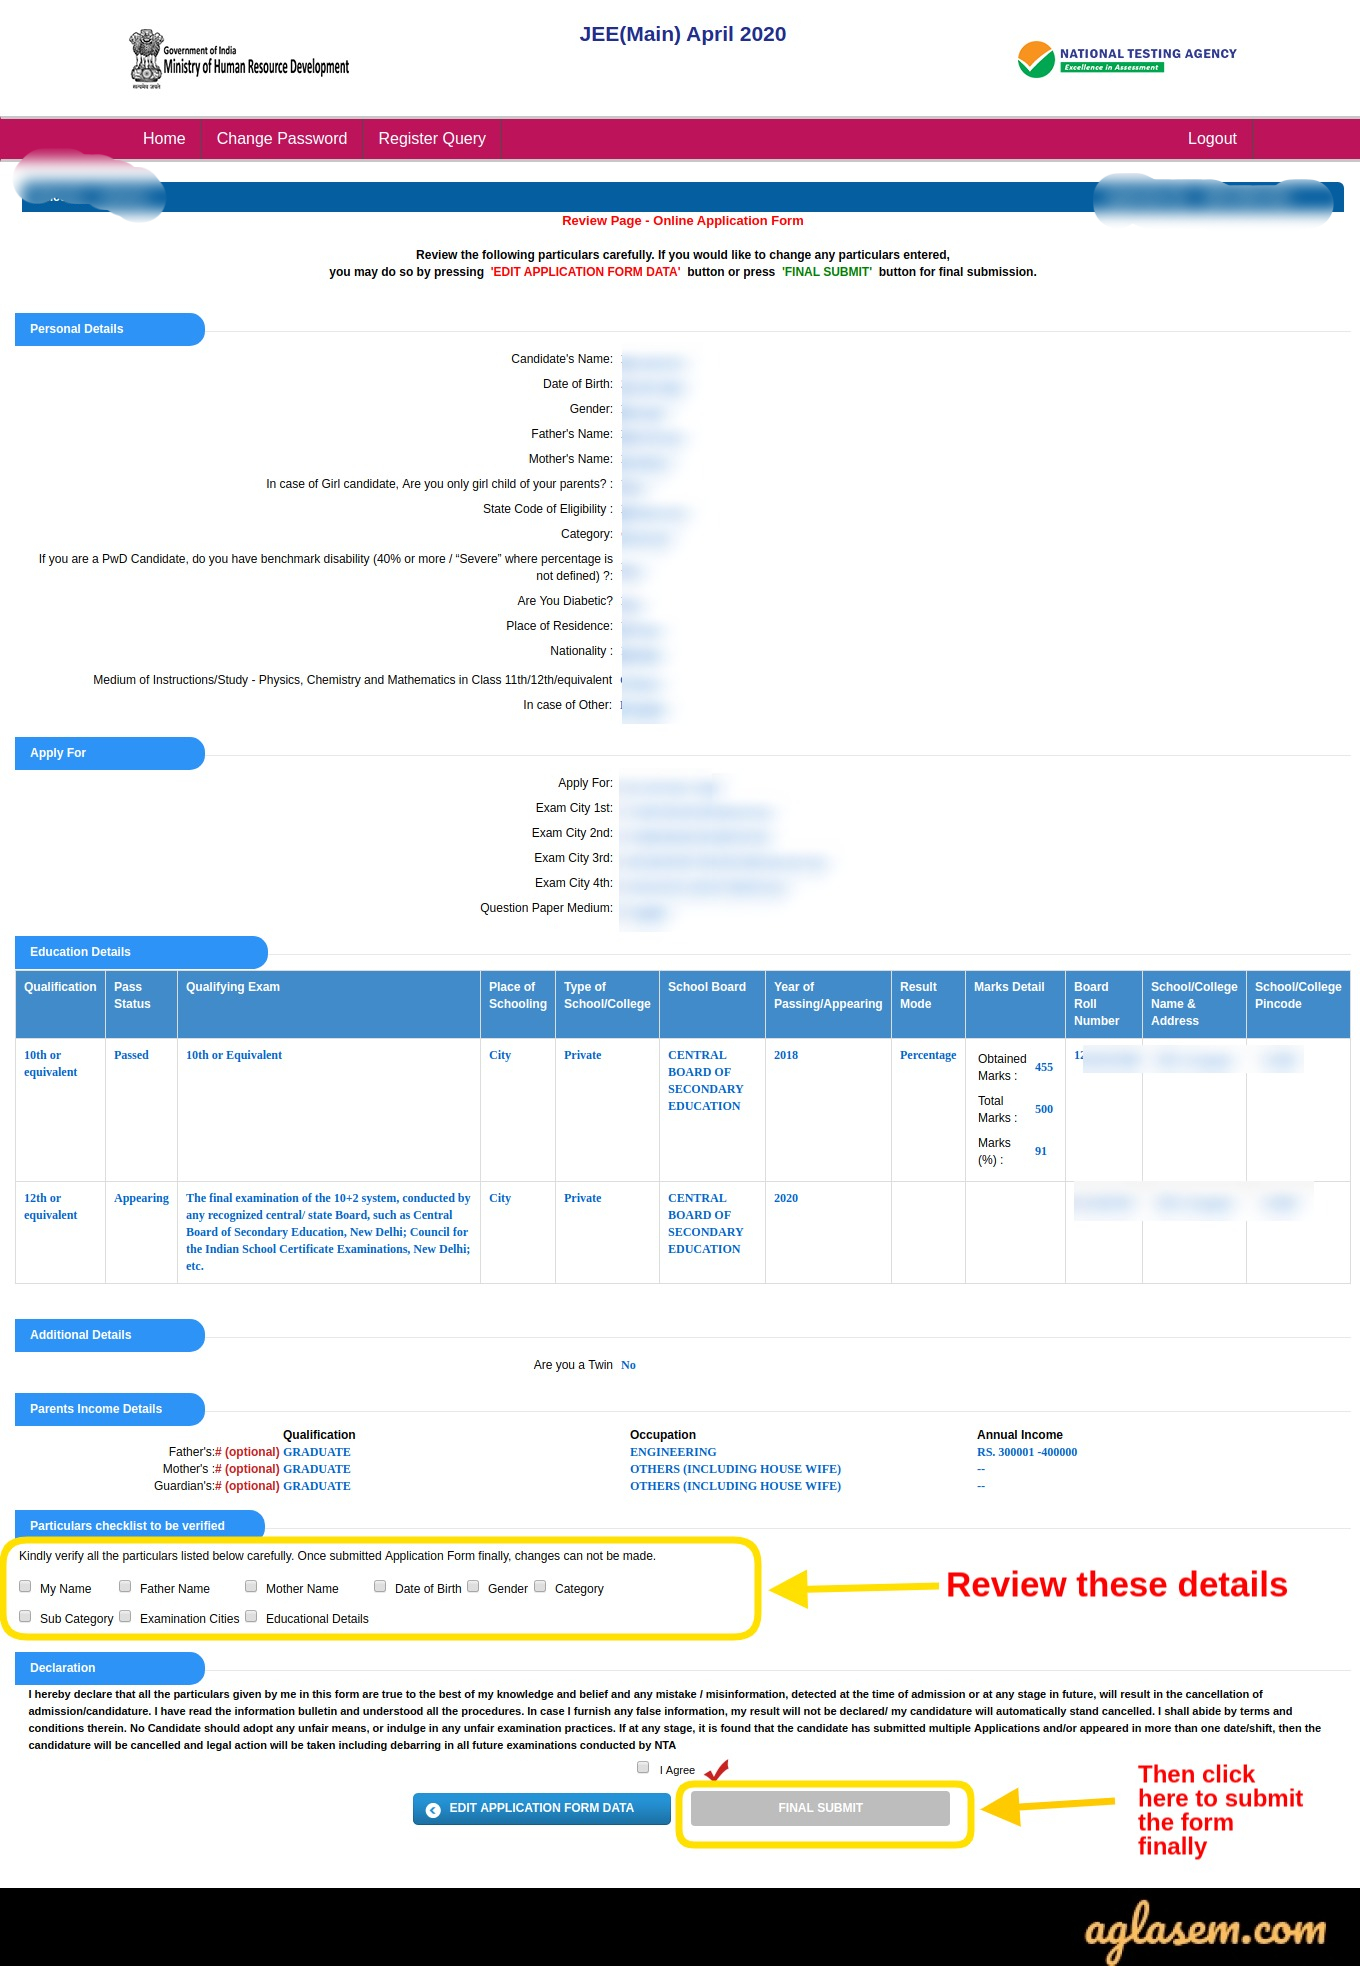 JEE(Main) April 2020
Government of India
Ministry of Human Resource Development
सत्यमेव जयते
NATIONAL TESTING AGENCY
Excellence in Assessment
Home
Change Password
Register Query
Logout
Review Page - Online Application Form
Review the following particulars carefully. If you would like to change any particulars entered,
you may do so by pressing 'EDIT APPLICATION FORM DATA' button or press 'FINAL SUBMIT' button for final submission.
Personal Details
Candidate's Name:
Date of Birth:
Gender:
Father's Name:
Mother's Name:
In case of Girl candidate, Are you only girl child of your parents? :
State Code of Eligibility :
Category:
If you are a PwD Candidate, do you have benchmark disability (40% or more / “Severe” where percentage is
not defined) ?:
Are You Diabetic?
Place of Residence:
Nationality :
Medium of Instructions/Study - Physics, Chemistry and Mathematics in Class 11th/12th/equivalent
In case of Other:
Apply For
Apply For:
Exam City 1st:
Exam City 2nd:
Exam City 3rd:
Exam City 4th:
Question Paper Medium:
Education Details
Qualification
Pass
Status
Qualifying Exam
Place of
Schooling
Type of
School/College
School Board
Year of
Passing/Appearing
Result
Mode
Marks Detail
Board
Roll
Number
School/College
Name &
Address
School/College
Pincode
10th or
equivalent
Passed
10th or Equivalent
City
Private
CENTRAL
BOARD OF
SECONDARY
EDUCATION
2018
Percentage
Obtained
Marks : 455
Total
Marks : 500
Marks
(%) : 91
12th or
equivalent
Appearing
The final examination of the 10+2 system, conducted by
any recognized central/ state Board, such as Central
Board of Secondary Education, New Delhi; Council for
the Indian School Certificate Examinations, New Delhi;
etc.
City
Private
CENTRAL
BOARD OF
SECONDARY
EDUCATION
2020
Additional Details
Are you a Twin No
Parents Income Details
Qualification Occupation Annual Income
Father's:# (optional) GRADUATE ENGINEERING RS. 300001 -400000
Mother's :# (optional) GRADUATE OTHERS (INCLUDING HOUSE WIFE) --
Guardian's:# (optional) GRADUATE OTHERS (INCLUDING HOUSE WIFE) --
Particulars checklist to be verified
Kindly verify all the particulars listed below carefully. Once submitted Application Form finally, changes can not be made.
My Name Father Name Mother Name Date of Birth Gender Category
Sub Category Examination Cities Educational Details
Review these details
Declaration
I hereby declare that all the particulars given by me in this form are true to the best of my knowledge and belief and any mistake / misinformation, detected at the time of admission or at any stage in future, will result in the cancellation of
admission/candidature. I have read the information bulletin and understood all the procedures. In case I furnish any false information, my result will not be declared/ my candidature will automatically stand cancelled. I shall abide by terms and
conditions therein. No Candidate should adopt any unfair means, or indulge in any unfair examination practices. If at any stage, it is found that the candidate has submitted multiple Applications and/or appeared in more than one date/shift, then the
candidature will be cancelled and legal action will be taken including debarring in all future examinations conducted by NTA
I Agree
EDIT APPLICATION FORM DATA
FINAL SUBMIT
Then click
here to submit
the form
finally
aglasem.com